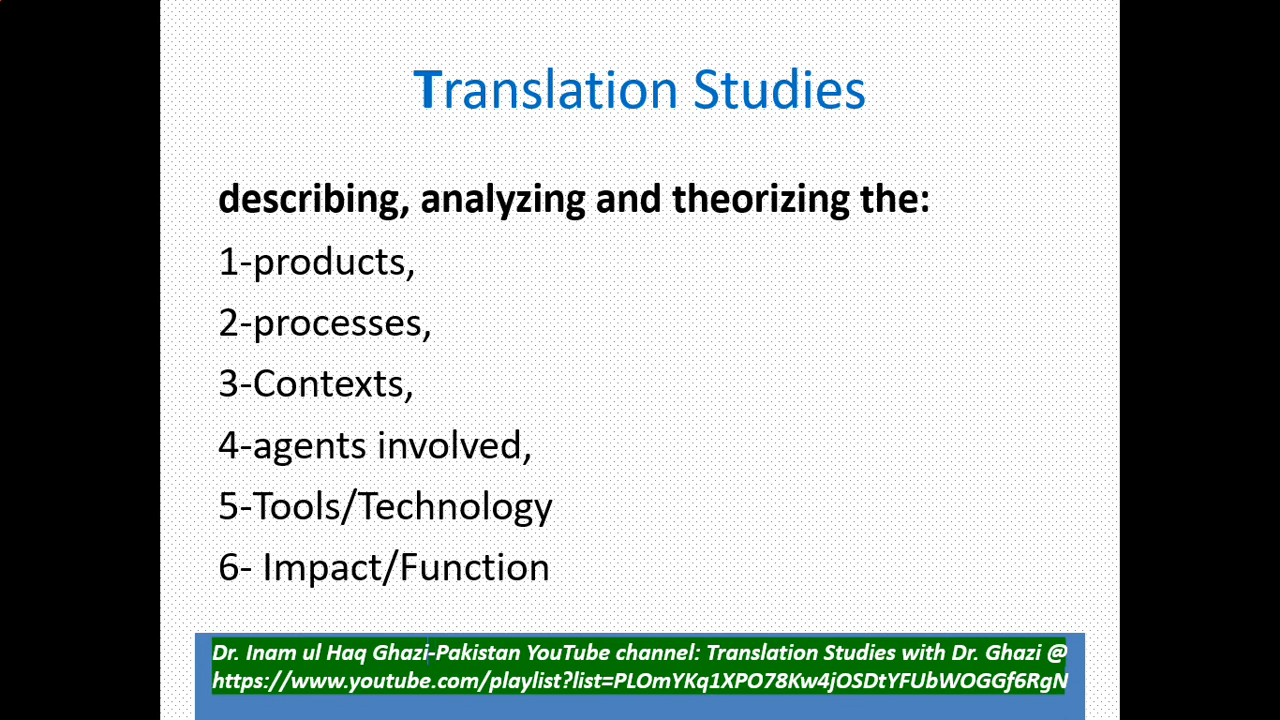 Translation Studies
describing, analyzing and theorizing the:
1-products,
2-processes,
3-Contexts,
4-agents involved,
5-Tools/Technology
6- Impact/Function
Dr. Inam ul Haq Ghazi-Pakistan YouTube channel: Translation Studies with Dr. Ghazi @
https://www.youtube.com/playlist?list=PLOmYKq1XPO78Kw4jOSDtYFUbWOGGf6RgN